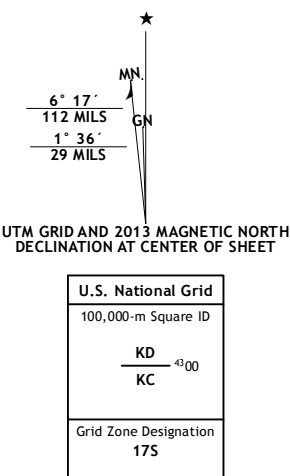 ★
MN.
GN
6° 17´
112 MILS
1° 36´
29 MILS
UTM GRID AND 2013 MAGNETIC NORTH
DECLINATION AT CENTER OF SHEET
U.S. National Grid
100,000-m Square ID
KD
4300
KC
Grid Zone Designation
17S